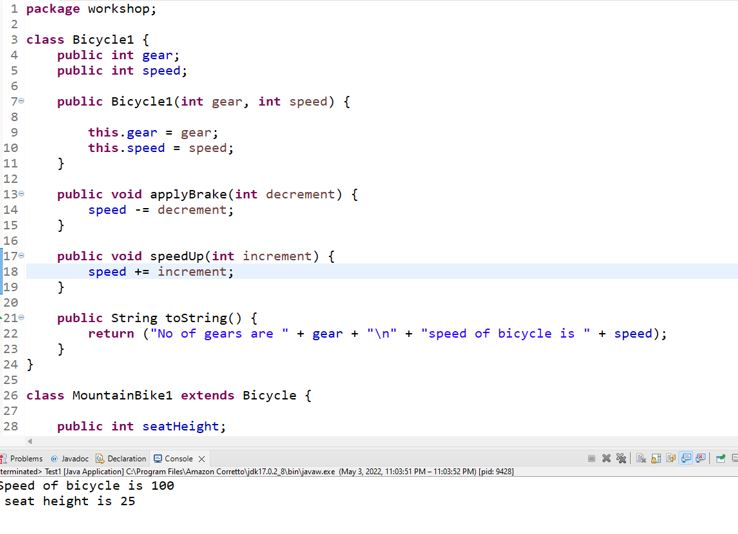 1 package workshop;
2
3 class Bicycle1 {
4     public int gear;
5     public int speed;
6
7     public Bicycle1(int gear, int speed) {
8
9         this.gear = gear;
10         this.speed = speed;
11     }
12
13     public void applyBrake(int decrement) {
14         speed -= decrement;
15     }
16
17     public void speedUp(int increment) {
18         speed += increment;
19     }
20
21     public String toString() {
22         return ("No of gears are " + gear + "\n" + "speed of bicycle is " + speed);
23     }
24 }
25
26 class MountainBike1 extends Bicycle {
27
28     public int seatHeight;
Problems @ Javadoc Declaration Console
terminated> Test1 [Java Application] C:\Program Files\Amazon Corretto\jdk17.0.2_8\bin\javaw.exe (May 3, 2022, 11:03:51 PM – 11:03:52 PM) [pid: 9428]
Speed of bicycle is 100
seat height is 25